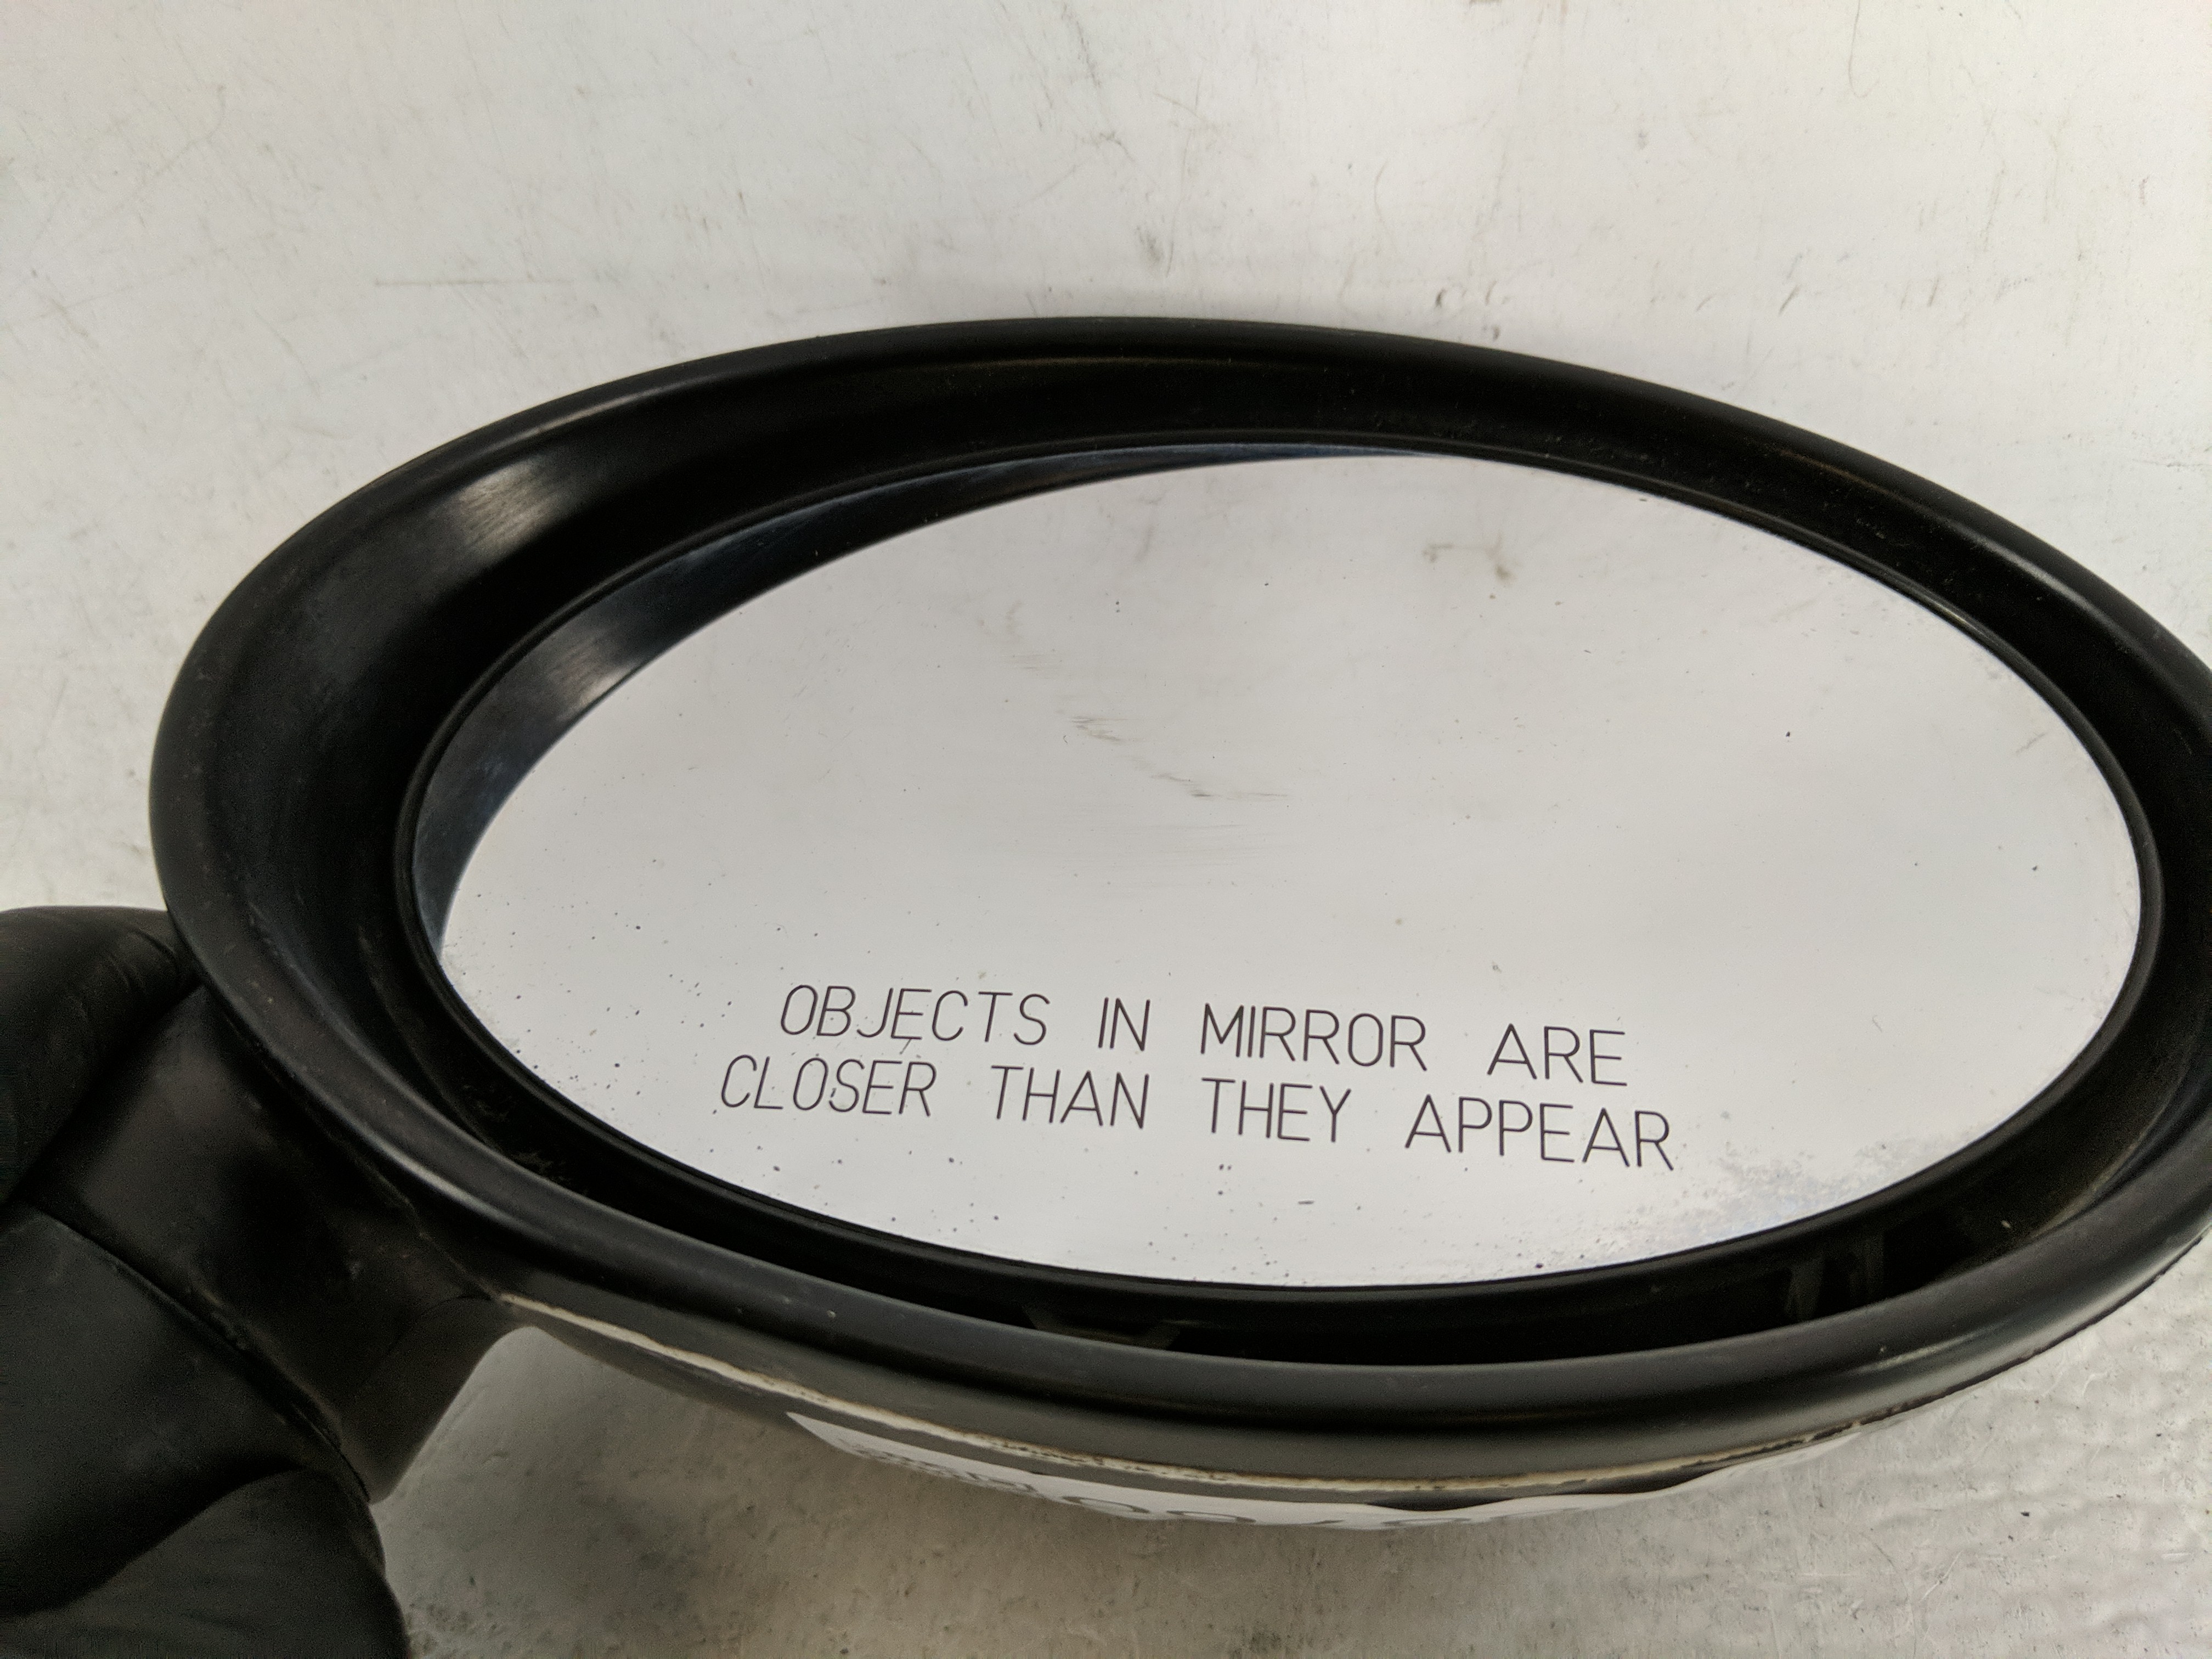 OBJECTS IN MIRROR ARE
CLOSER THAN THEY APPEAR